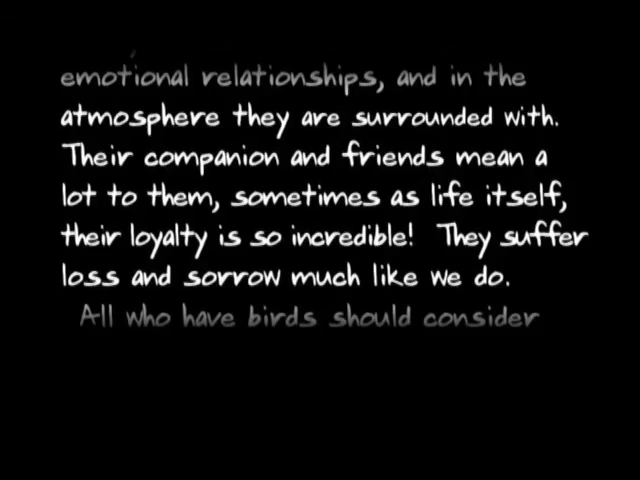 emotional relationships, and in the
atmosphere they are surrounded with.
Their companion and friends mean a
lot to them, sometimes as life itself,
their loyalty is so incredible! They suffer
loss and sorrow much like we do.
All who have birds should consider